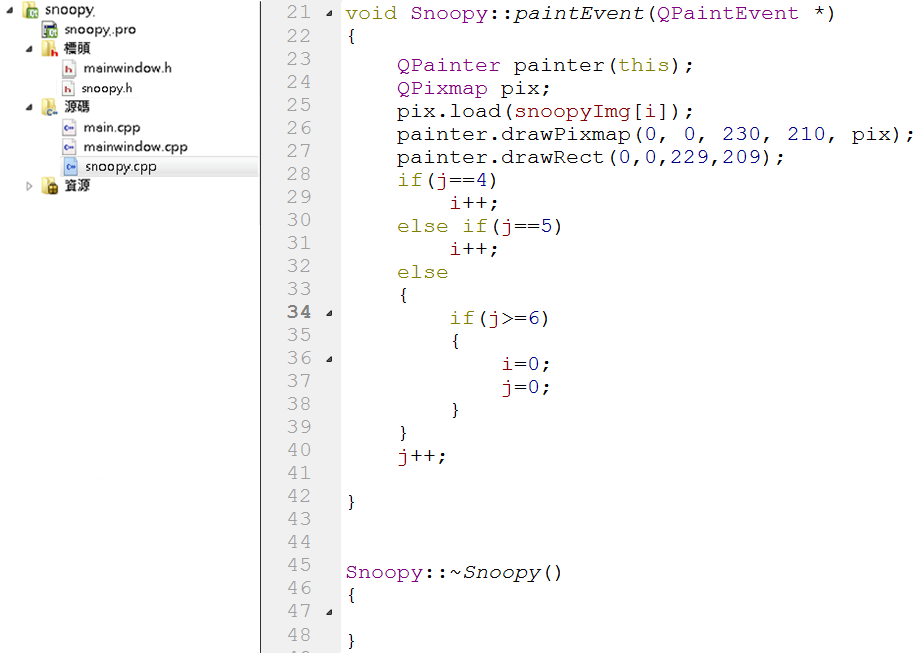 snoopy
snoopy.pro
標頭
mainwindow.h
snoopy.h
源碼
main.cpp
mainwindow.cpp
snoopy.cpp
資源
21 void Snoopy::paintEvent(QPaintEvent *)
22 {
23 QPainter painter(this);
24 QPixmap pix;
25 pix.load(snoopyImg[i]);
26 painter.drawPixmap(0, 0, 230, 210, pix);
27 painter.drawRect(0,0,229,209);
28 if(j==4)
29 i++;
30 else if(j==5)
31 i++;
32 else
33 {
34 if(j>=6)
35 {
36 i=0;
37 j=0;
38 }
39 }
40 j++;
41
42 }
43
44
45 Snoopy::~Snoopy()
46 {
47
48 }